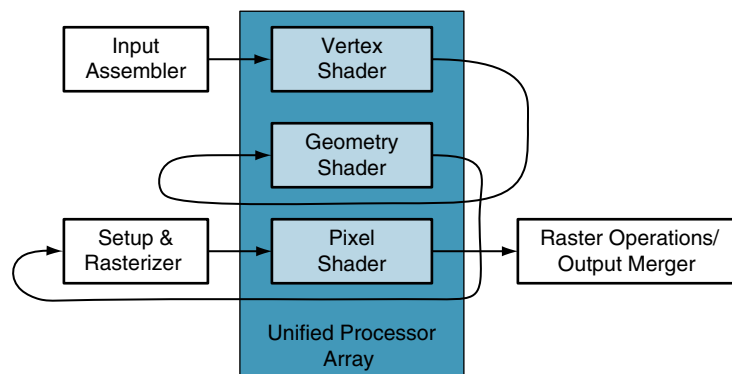 Input
Assembler
Vertex
Shader
Geometry
Shader
Setup &
Rasterizer
Pixel
Shader
Raster Operations/
Output Merger
Unified Processor
Array